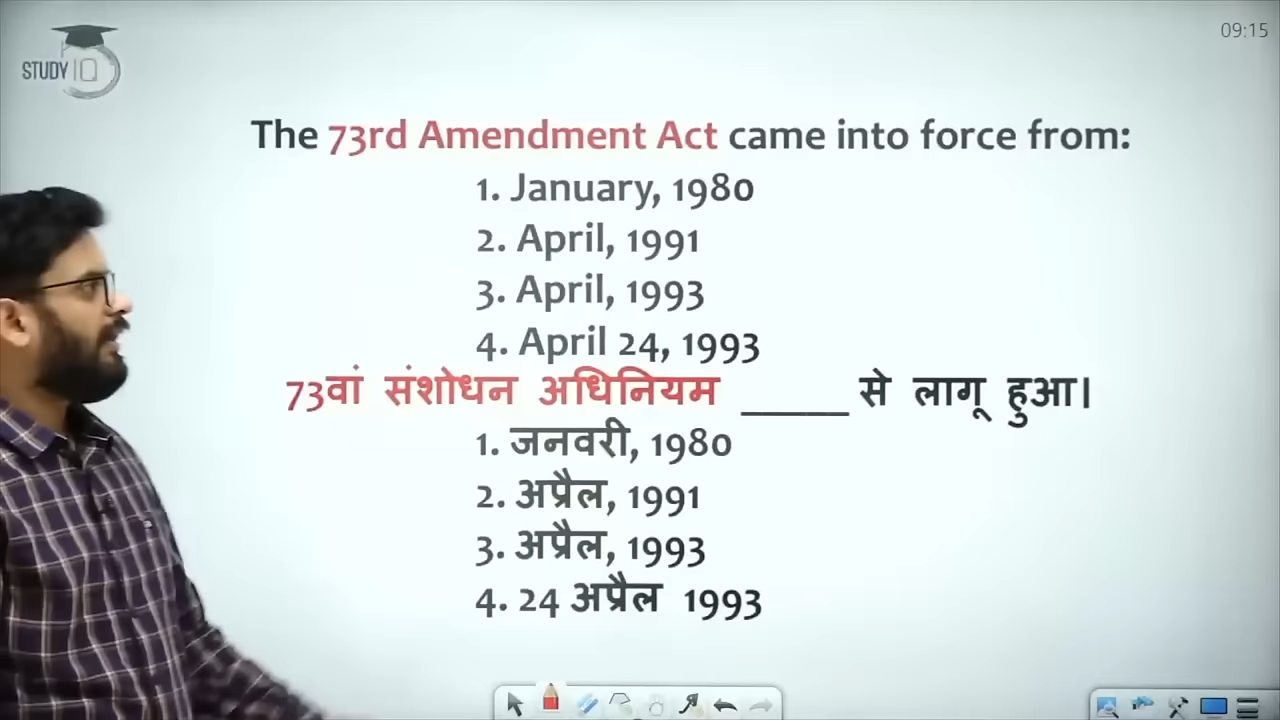 STUDY IQ
09:15
The 73rd Amendment Act came into force from:
1. January, 1980
2. April, 1991
3. April, 1993
4. April 24, 1993
73वां संशोधन अधिनियम _____ से लागू हुआ।
1. जनवरी, 1980
2. अप्रैल, 1991
3. अप्रैल, 1993
4. 24 अप्रैल 1993